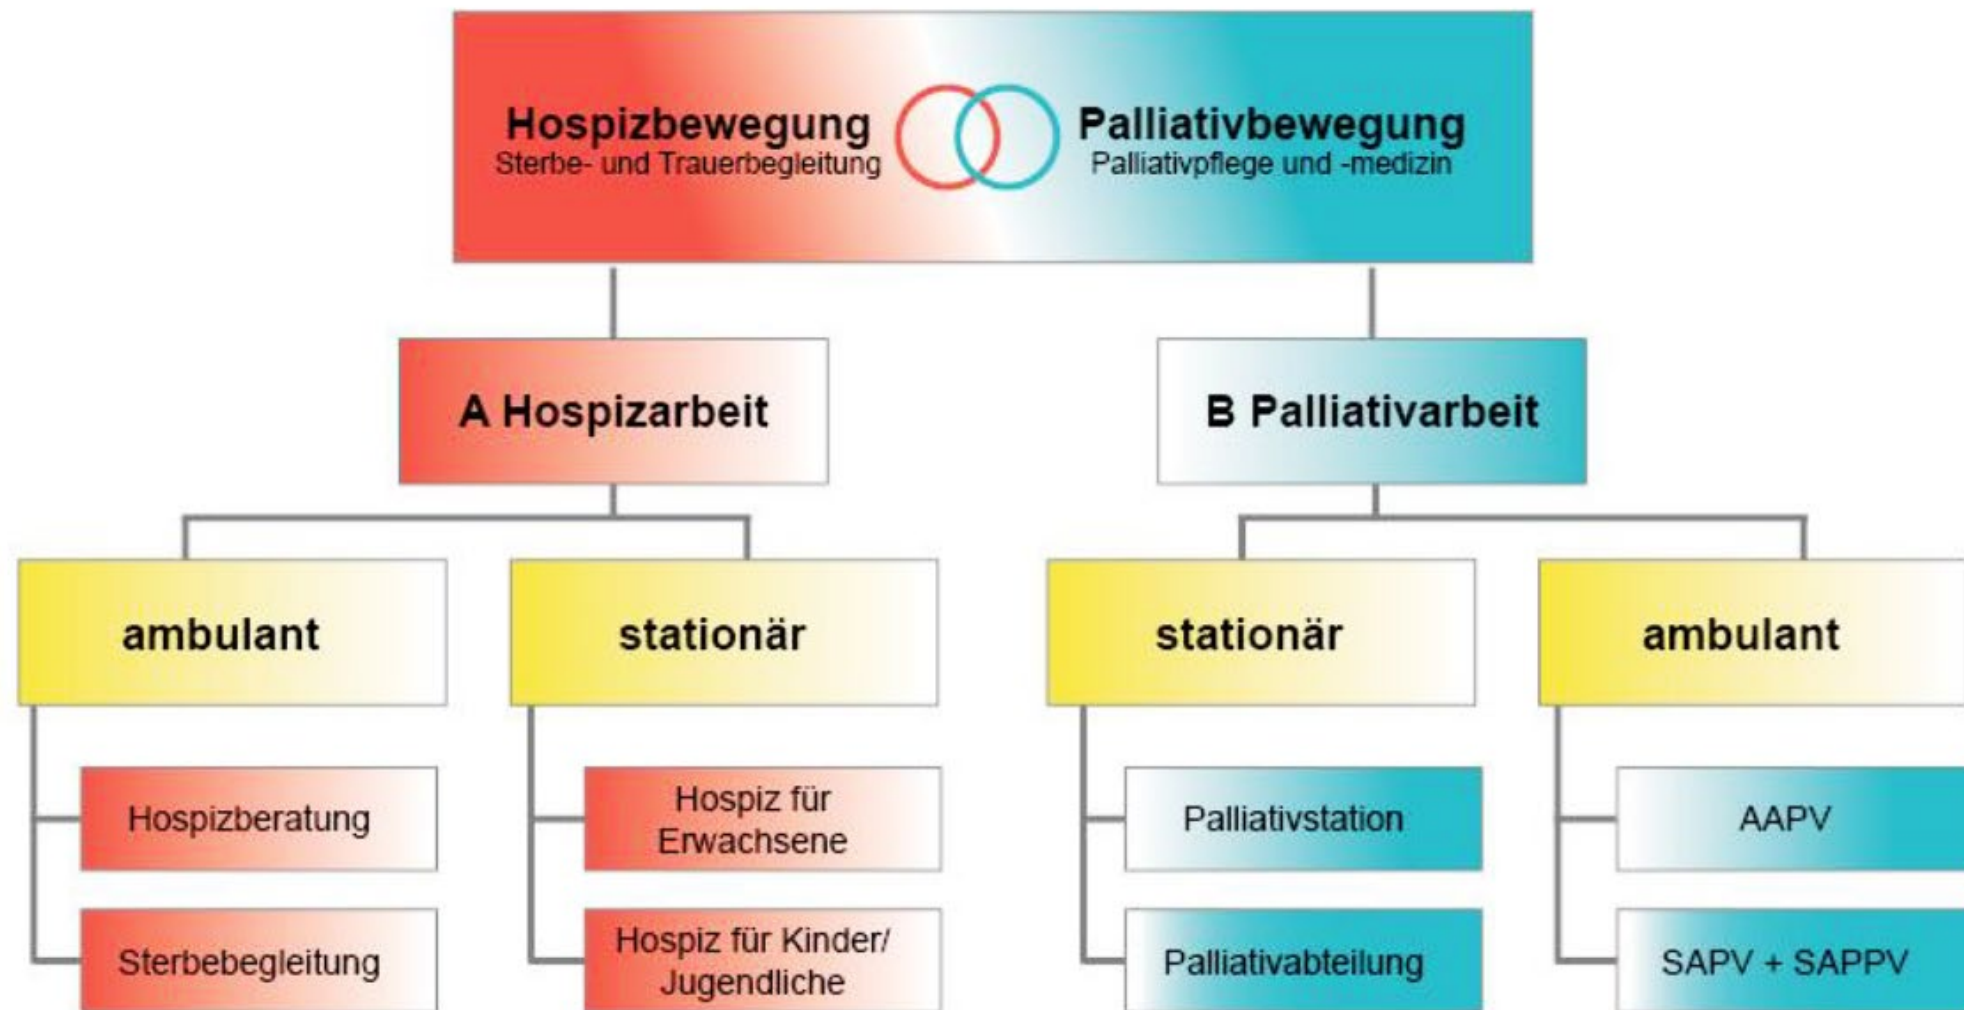 Hospizbewegung
Sterbe- und Trauerbegleitung
Palliativbewegung
Palliativpflege und -medizin
A Hospizarbeit
B Palliativarbeit
ambulant
stationär
stationär
ambulant
Hospizberatung
Hospiz für
Erwachsene
Palliativstation
AAPV
Sterbebegleitung
Hospiz für Kinder/
Jugendliche
Palliativabteilung
SAPV + SAPPV